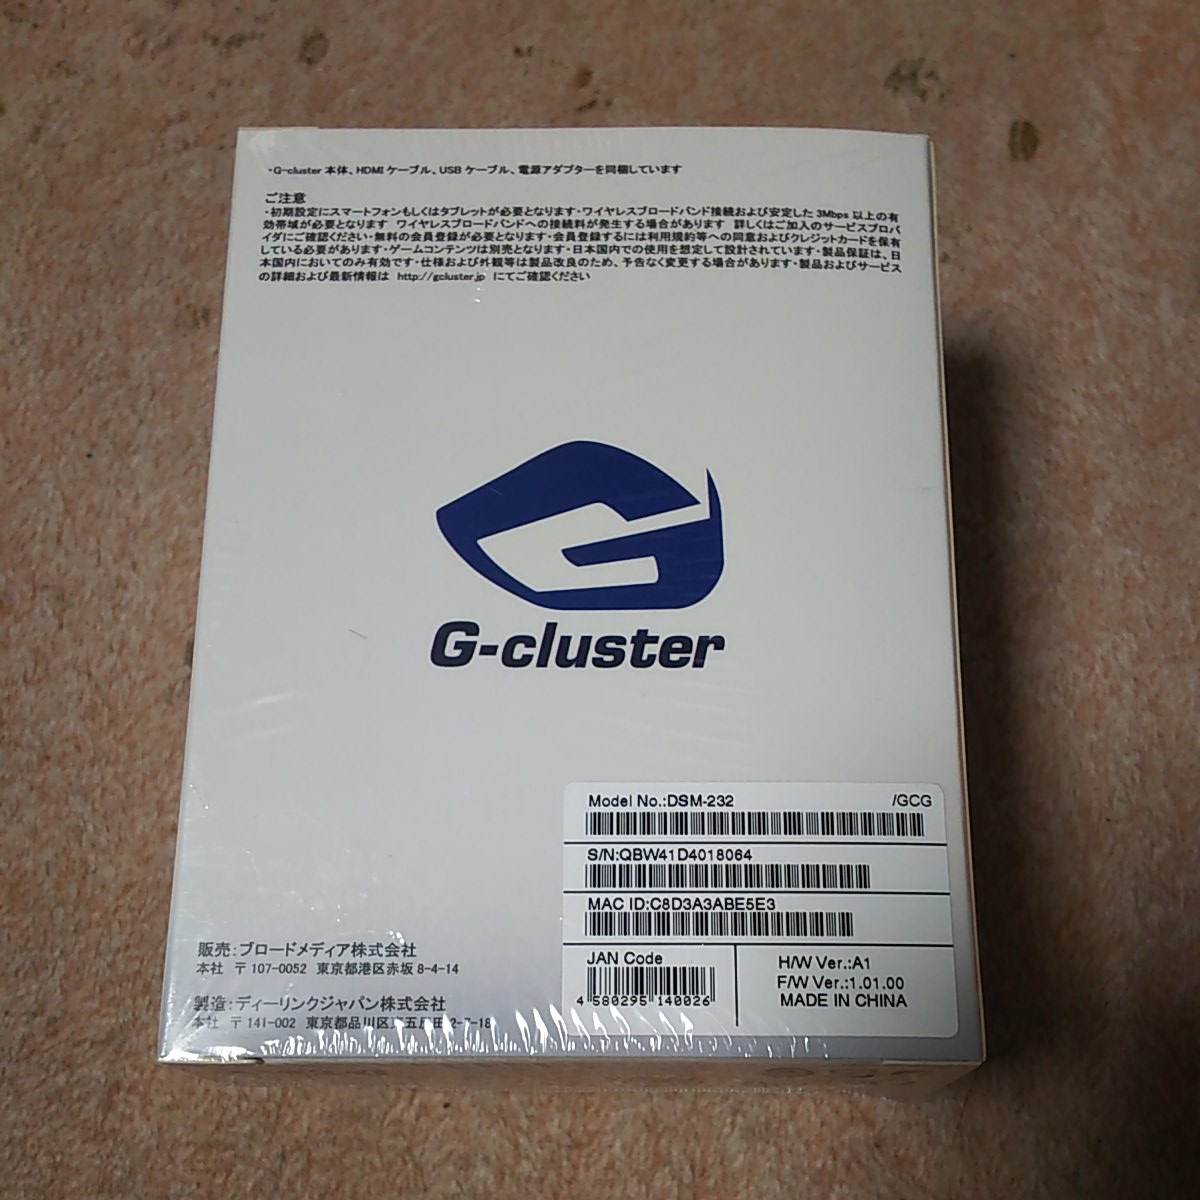 ・G-cluster 本体、HDMI ケーブル、USB ケーブル、電源アダプターを同梱しています
ご注意
・初期設定にスマートフォンもしくはタブレットが必要となります・ワイヤレスブロードバンド接続および安定した 3Mbps 以上の有
効帯域が必要となります　ワイヤレスブロードバンドへの接続料が発生する場合があります　詳しくはご加入のサービスプロバ
イダにご確認ください・無料の会員登録が必要となります・会員登録するには利用規約等への同意およびクレジットカードを保有
している必要があります・ゲームコンテンツは別売となります・日本国内での使用を想定して設計されています・製品保証は、日
本国内においてのみ有効です・仕様および外観等は製品改良のため、予告なく変更する場合があります・製品およびサービス
の詳細および最新情報は http://gcluster.jp にてご確認ください
G-cluster
Model No.:DSM-232 /GCG
S/N:QBW41D4018064
MAC ID:C8D3A3ABE5E3
JAN Code
4 580295 140026
H/W Ver.:A1
F/W Ver.:1.01.00
MADE IN CHINA
販売:ブロードメディア株式会社
本社 〒107-0052 東京都港区赤坂 8-4-14
製造:ディーリンクジャパン株式会社
本社 〒141-002 東京都品川区 五 2-7-18